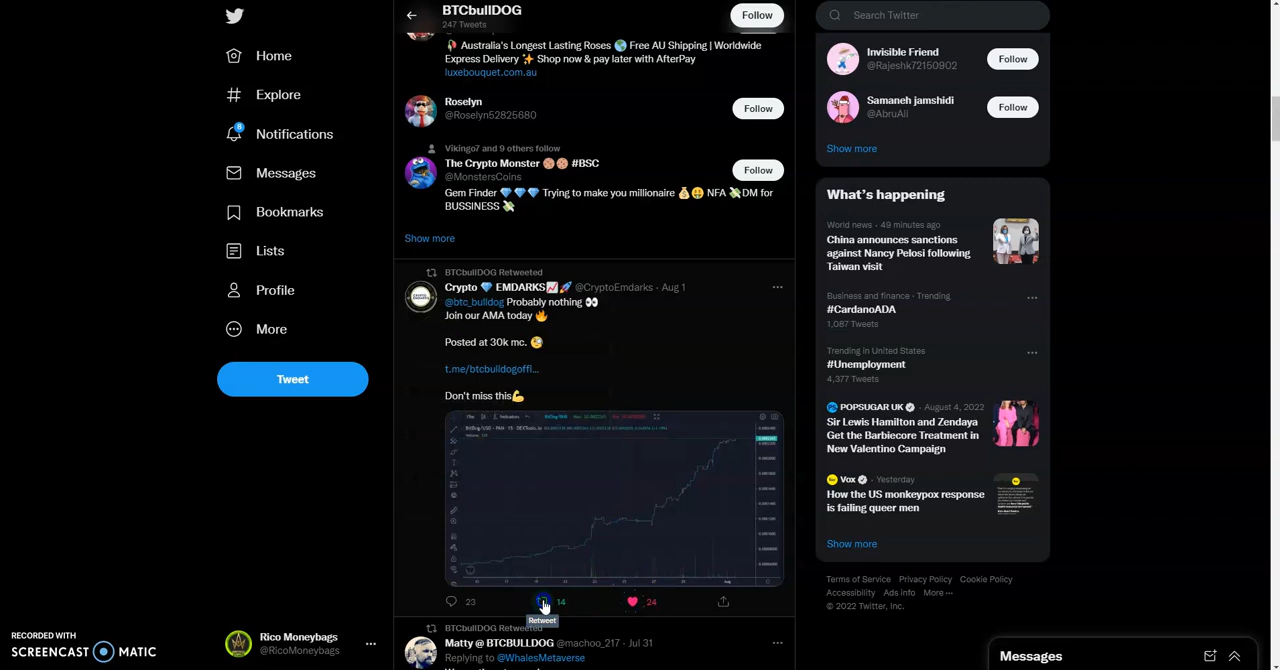 Home
Explore
8
Notifications
Messages
Bookmarks
Lists
Profile
More
Tweet
Rico Moneybags
@RicoMoneybags
RECORDED WITH
SCREENCAST MATIC
BTCbullDOG
247 Tweets
Follow
Australia's Longest Lasting Roses 🌏 Free AU Shipping | Worldwide
Express Delivery ✨ Shop now & pay later with AfterPay
luxebouquet.com.au
Roselyn
@Roselyn52825680
Follow
Vikingo7 and 9 others follow
The Crypto Monster 🍪🍪 #BSC
@MonstersCoins
Follow
Gem Finder 💎💎💎 Trying to make you millionaire 💰🤑 NFA 💸DM for
BUSSINESS 💸
Show more
BTCbullDOG Retweeted
Crypto 💎 EMDARKS📈🚀 @CryptoEmdarks · Aug 1
@btc_bulldog Probably nothing 👀
Join our AMA today 🔥
Posted at 30k mc. 🧐
t.me/btcbulldogoffi...
Don't miss this💪
Indicators
23
14
24
Retweet
BTCbullDOG Retweeted
Matty @ BTCBULLDOG @machoo_217 · Jul 31
Replying to @WhalesMetaverse
Search Twitter
Invisible Friend
@Rajeshk72150902
Follow
Samaneh jamshidi
@AbruAli
Follow
Show more
What's happening
World news · 49 minutes ago
China announces sanctions
against Nancy Pelosi following
Taiwan visit
Business and finance · Trending
#CardanoADA
1,087 Tweets
Trending in United States
#Unemployment
4,377 Tweets
POPSUGAR UK · August 4, 2022
Sir Lewis Hamilton and Zendaya
Get the Barbiecore Treatment in
New Valentino Campaign
Vox · Yesterday
How the US monkeypox response
is failing queer men
Show more
Terms of Service Privacy Policy Cookie Policy
Accessibility Ads info More ···
© 2022 Twitter, Inc.
Messages